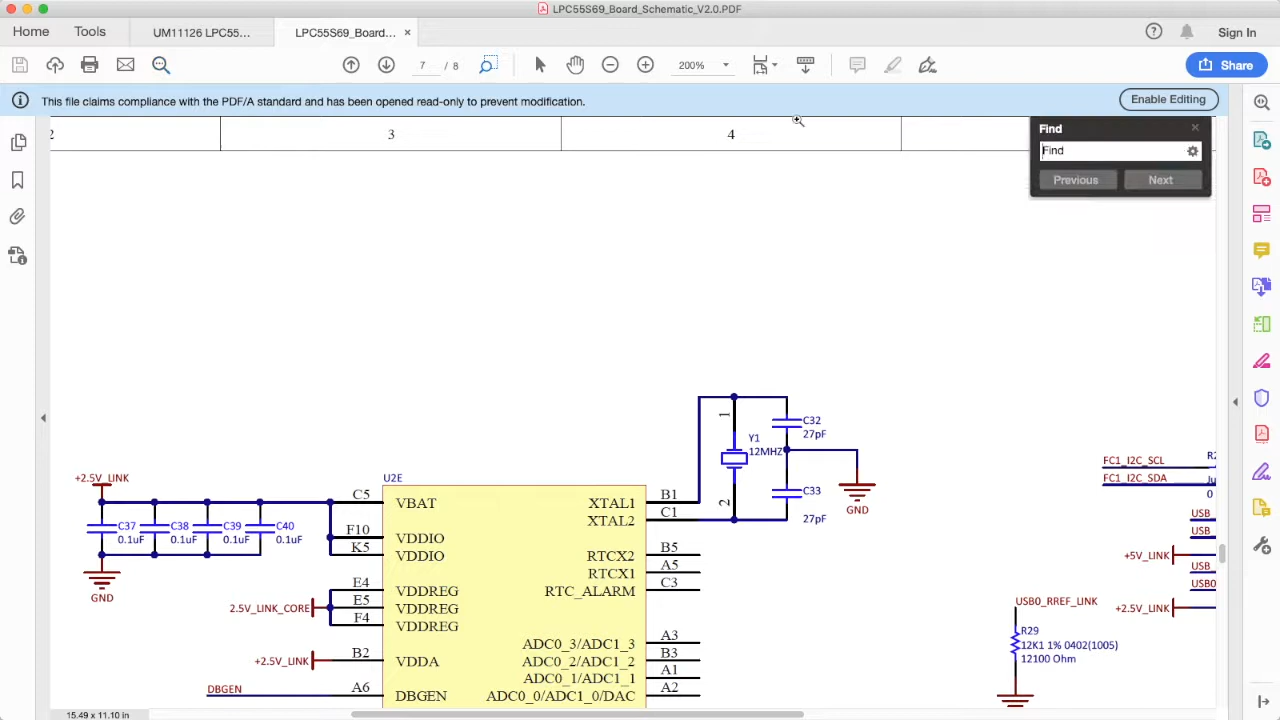 LPC55S69_Board_Schematic_V2.0.PDF
Home Tools UM11126 LPC55... LPC55S69_Board... × Sign In
7 / 8 200% Share
This file claims compliance with the PDF/A standard and has been opened read-only to prevent modification. Enable Editing
2 3 4
Find
Find
Previous Next
1
C32
27pF
Y1
12MHZ
2
C33
27pF
GND
+2.5V_LINK
C37
0.1uF
C38
0.1uF
C39
0.1uF
C40
0.1uF
GND
2.5V_LINK_CORE
+2.5V_LINK
DBGEN
U2E
C5 VBAT XTAL1 B1
XTAL2 C1
F10 VDDIO
K5 VDDIO RTCX2 B5
RTCX1 A5
E4 VDDREG RTC_ALARM C3
E5 VDDREG
F4 VDDREG
ADC0_3/ADC1_3 A3
B2 VDDA ADC0_2/ADC1_2 B3
ADC0_1/ADC1_1 A1
A6 DBGEN ADC0_0/ADC1_0/DAC A2
FC1_I2C_SCL
FC1_I2C_SDA
0
USB_
USB_
+5V_LINK
USB_
USB0
+2.5V_LINK
USB0_RREF_LINK
R29
12K1 1% 0402(1005)
12100 Ohm
15.49 x 11.10 in